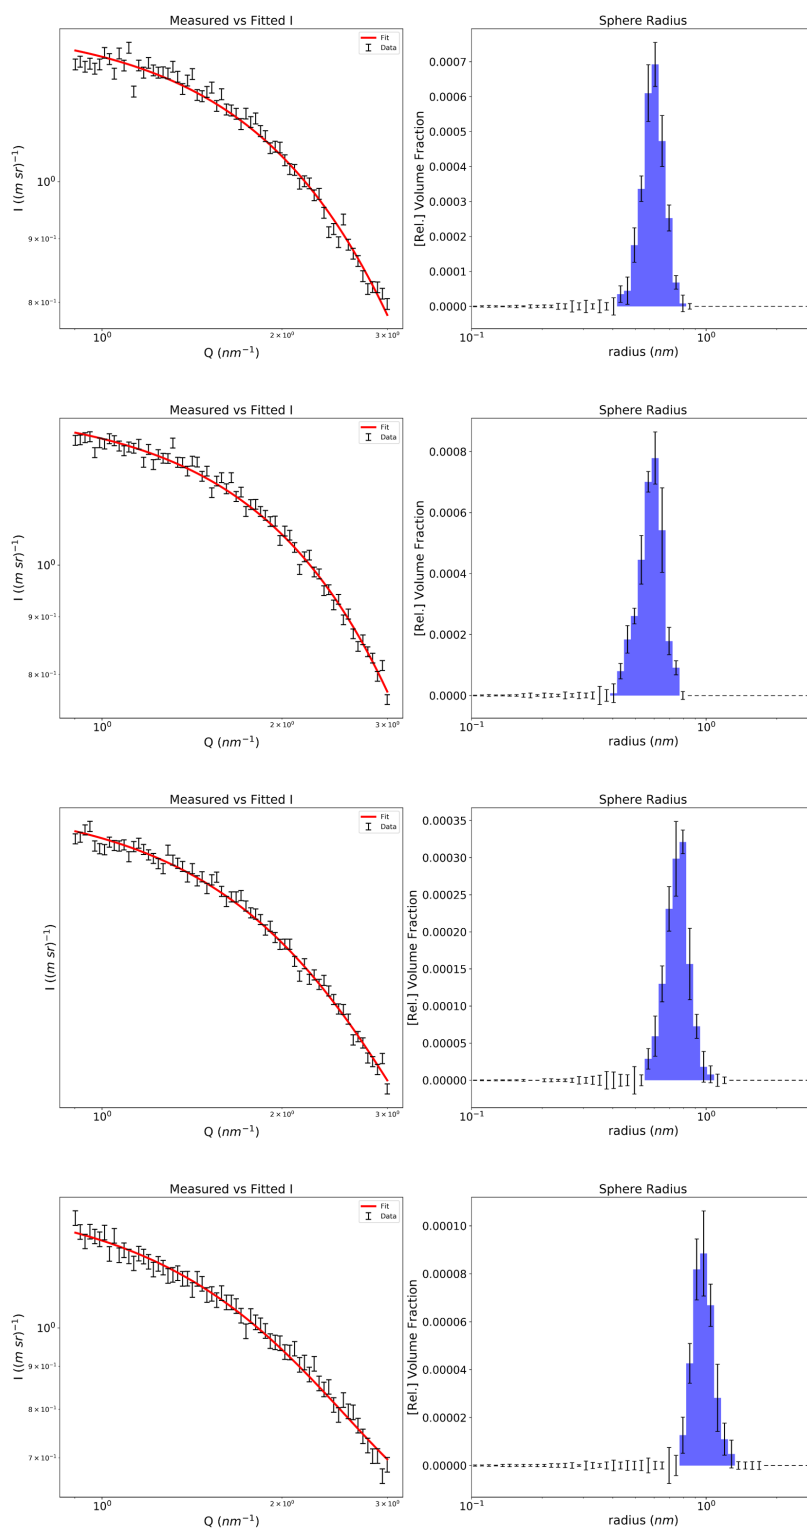 Measured vs Fitted I
Fit
Data
10⁰
9 × 10⁻¹
8 × 10⁻¹
I ((m sr)⁻¹)
10⁰
2 × 10⁰
3 × 10⁰
Q (nm⁻¹)
Sphere Radius
0.0007
0.0006
0.0005
0.0004
0.0003
0.0002
0.0001
0.0000
[Rel.] Volume Fraction
10⁻¹
10⁰
radius (nm)
Measured vs Fitted I
Fit
Data
10⁰
9 × 10⁻¹
8 × 10⁻¹
I ((m sr)⁻¹)
10⁰
2 × 10⁰
3 × 10⁰
Q (nm⁻¹)
Sphere Radius
0.0008
0.0006
0.0004
0.0002
0.0000
[Rel.] Volume Fraction
10⁻¹
10⁰
radius (nm)
Measured vs Fitted I
Fit
Data
I ((m sr)⁻¹)
10⁰
2 × 10⁰
3 × 10⁰
Q (nm⁻¹)
Sphere Radius
0.00035
0.00030
0.00025
0.00020
0.00015
0.00010
0.00005
0.00000
[Rel.] Volume Fraction
10⁻¹
10⁰
radius (nm)
Measured vs Fitted I
Fit
Data
10⁰
9 × 10⁻¹
8 × 10⁻¹
7 × 10⁻¹
I ((m sr)⁻¹)
10⁰
2 × 10⁰
3 × 10⁰
Q (nm⁻¹)
Sphere Radius
0.00010
0.00008
0.00006
0.00004
0.00002
0.00000
[Rel.] Volume Fraction
10⁻¹
10⁰
radius (nm)